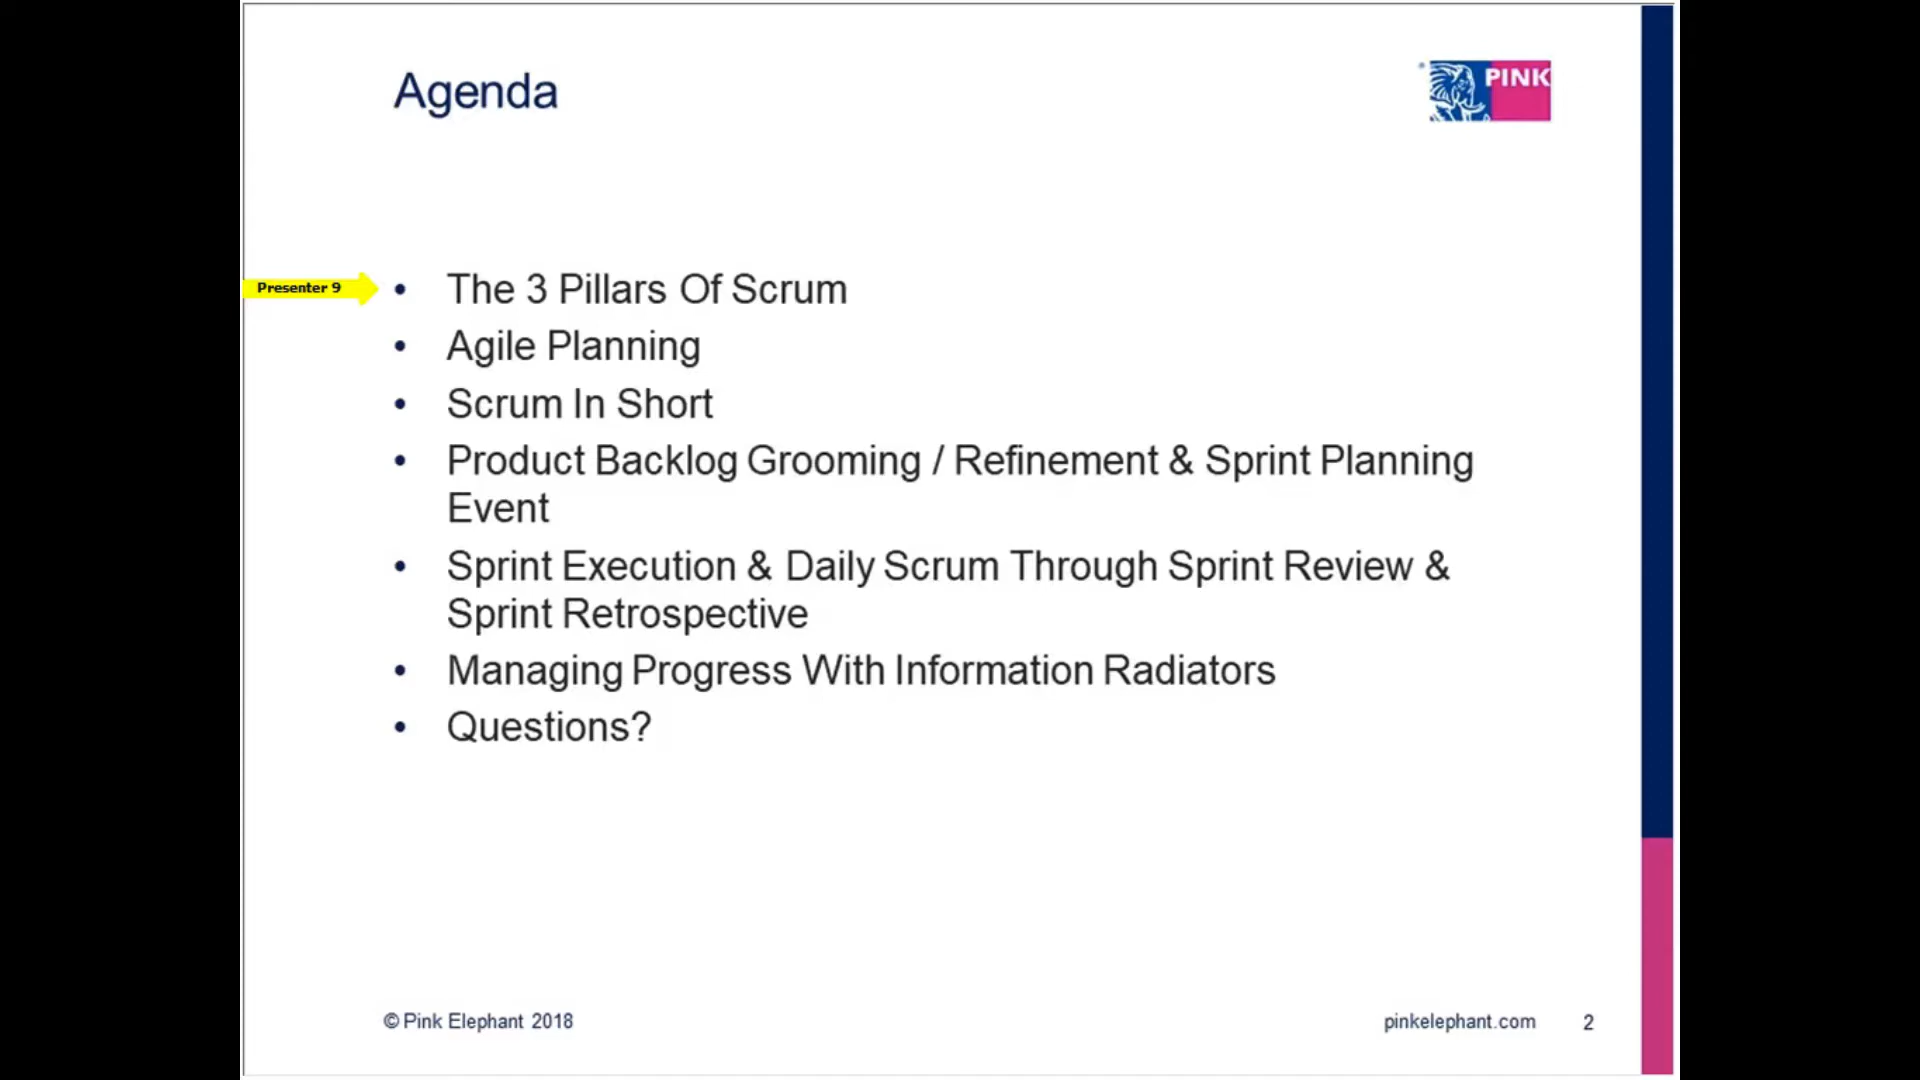 Agenda
PINK
Presenter 9
• The 3 Pillars Of Scrum
• Agile Planning
• Scrum In Short
• Product Backlog Grooming / Refinement & Sprint Planning
Event
• Sprint Execution & Daily Scrum Through Sprint Review &
Sprint Retrospective
• Managing Progress With Information Radiators
• Questions?
© Pink Elephant 2018
pinkelephant.com 2